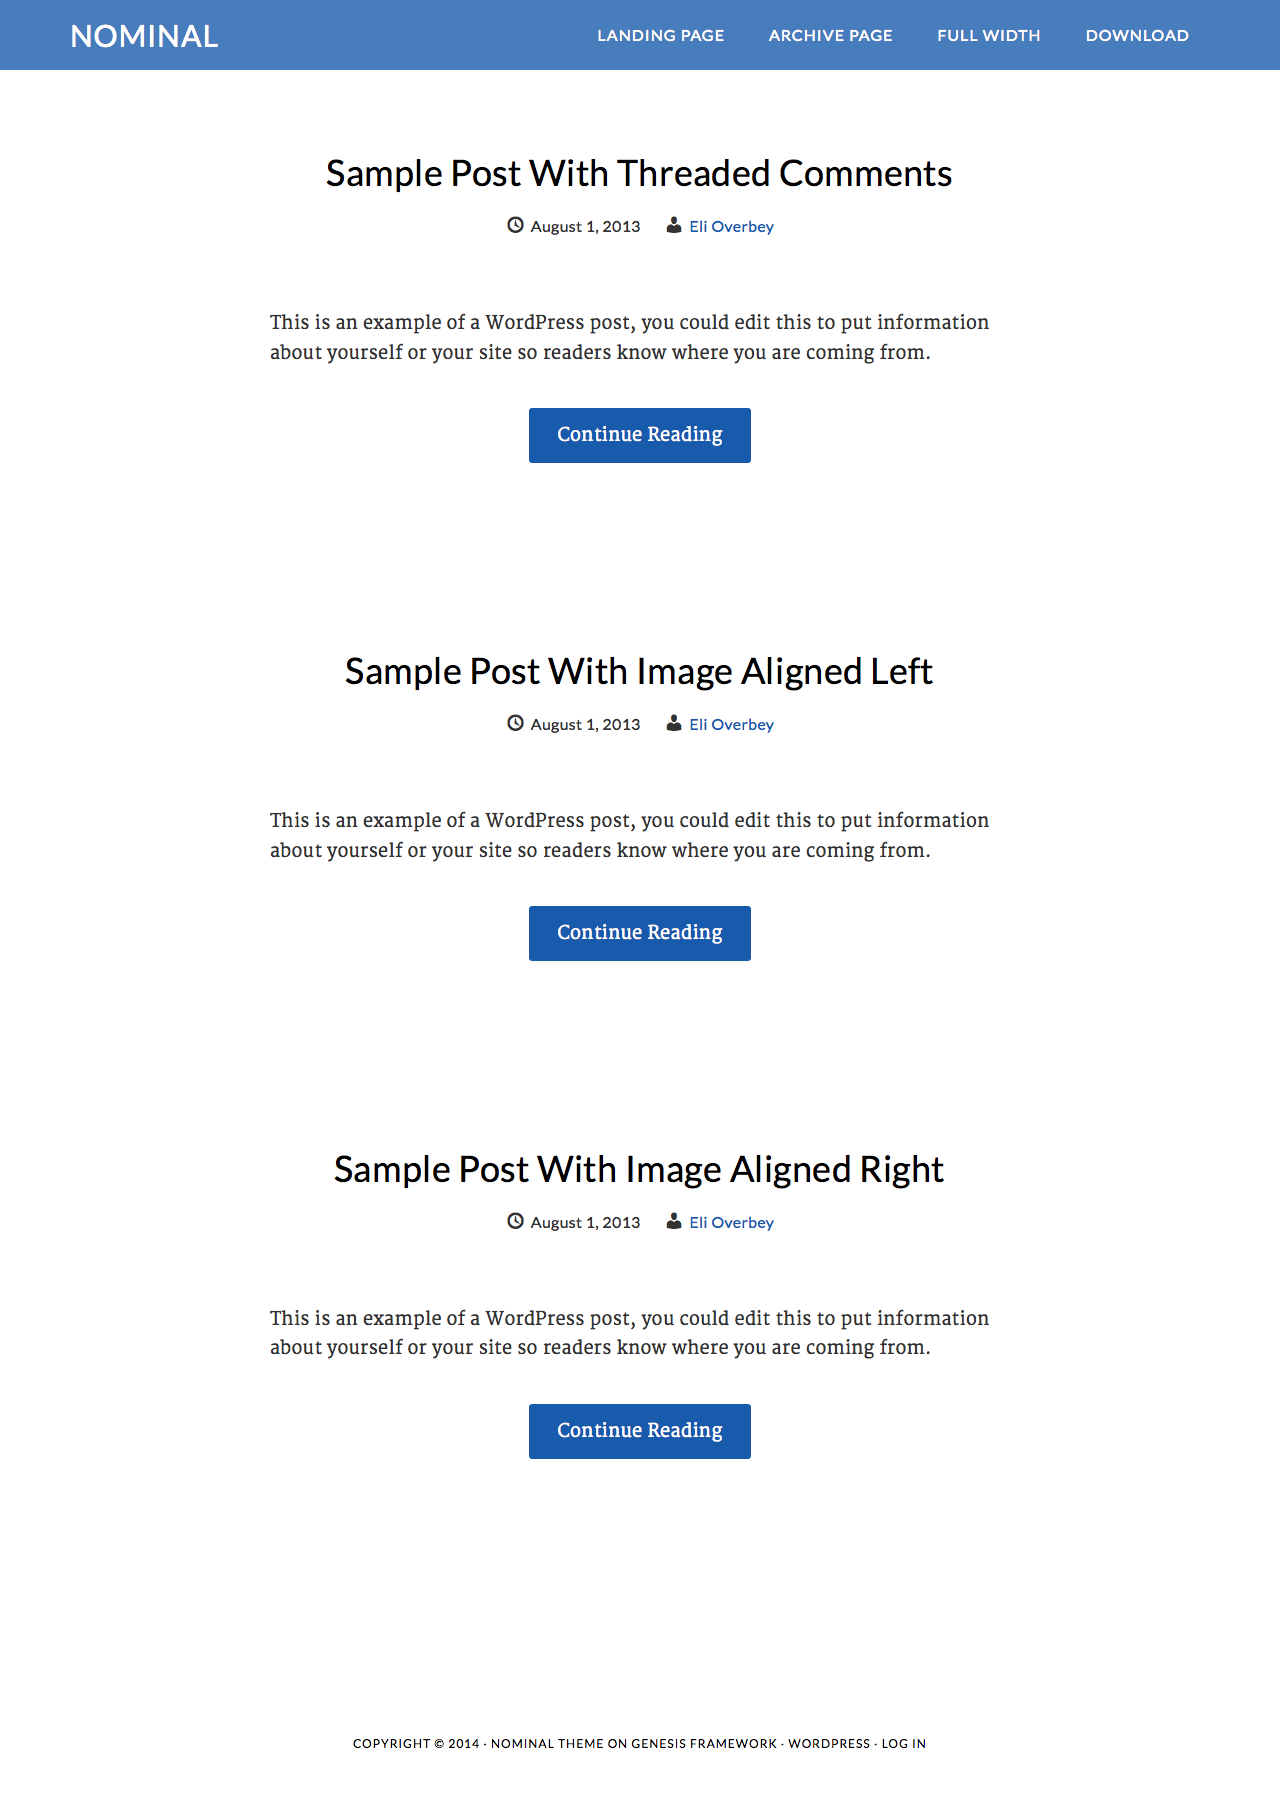 NOMINAL
LANDING PAGE ARCHIVE PAGE FULL WIDTH DOWNLOAD
Sample Post With Threaded Comments
August 1, 2013 Eli Overbey
This is an example of a WordPress post, you could edit this to put information
about yourself or your site so readers know where you are coming from.
Continue Reading
Sample Post With Image Aligned Left
August 1, 2013 Eli Overbey
This is an example of a WordPress post, you could edit this to put information
about yourself or your site so readers know where you are coming from.
Continue Reading
Sample Post With Image Aligned Right
August 1, 2013 Eli Overbey
This is an example of a WordPress post, you could edit this to put information
about yourself or your site so readers know where you are coming from.
Continue Reading
COPYRIGHT © 2014 · NOMINAL THEME ON GENESIS FRAMEWORK · WORDPRESS · LOG IN